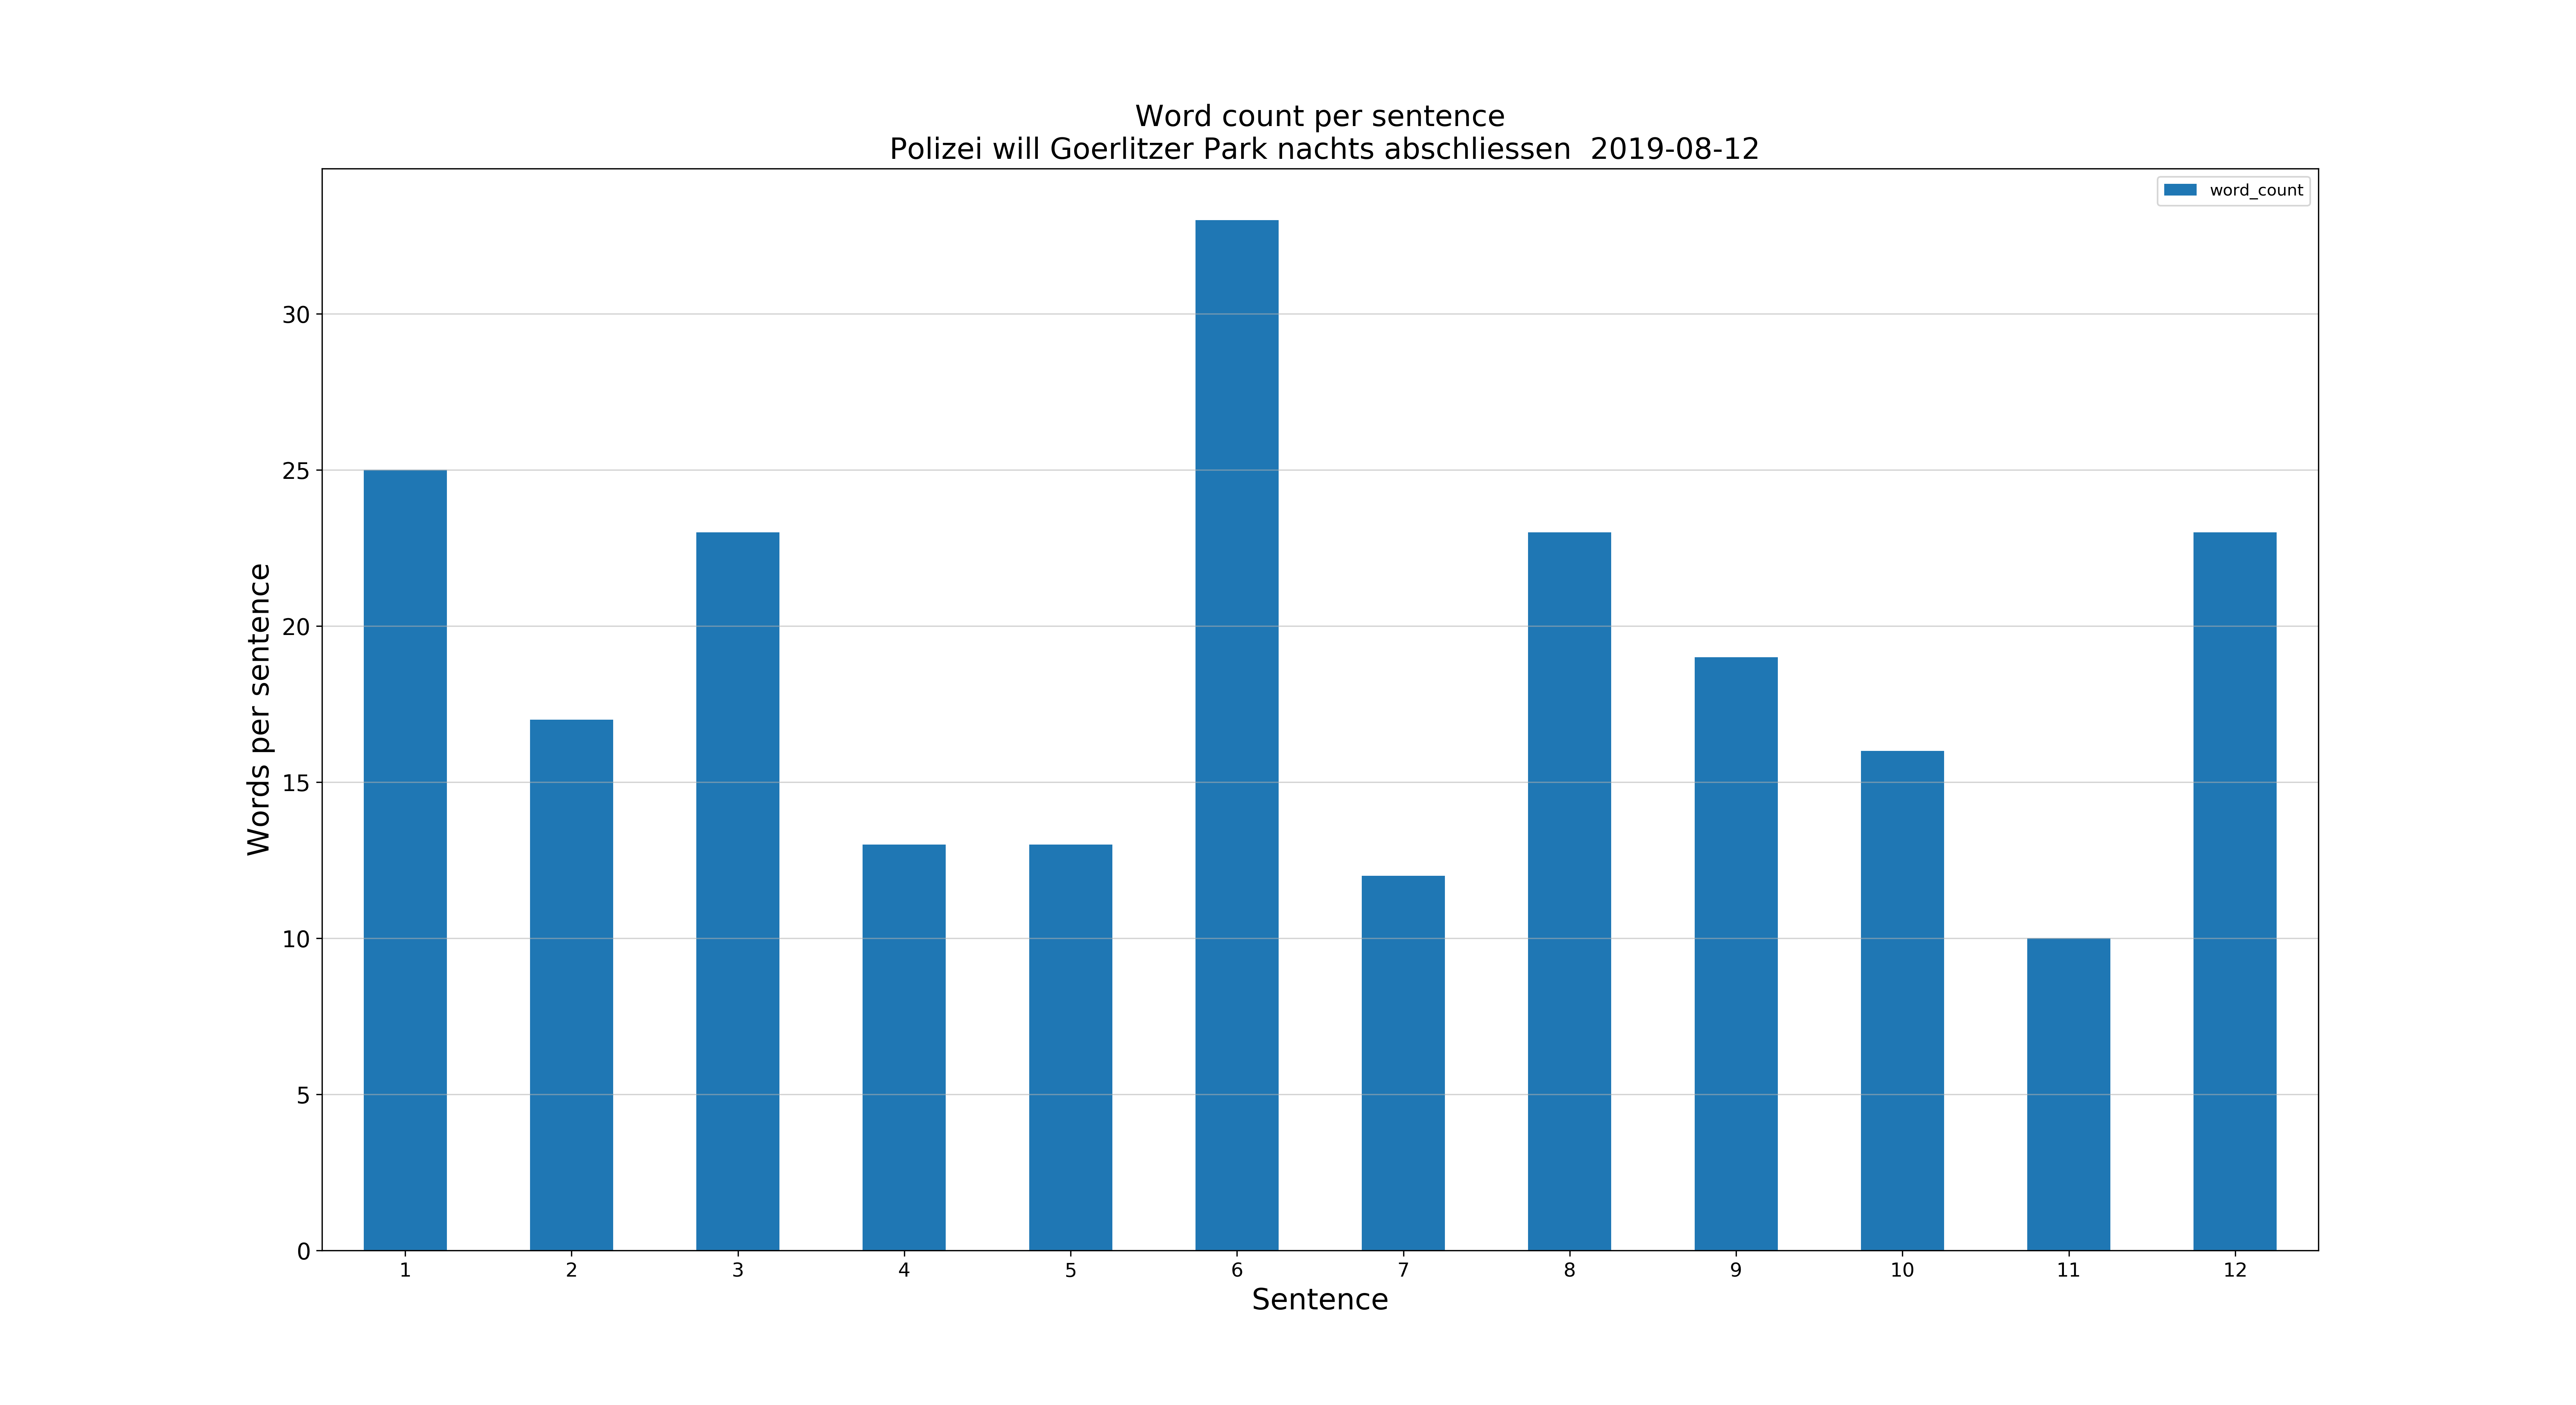 Word count per sentence
Polizei will Goerlitzer Park nachts abschliessen  2019-08-12
word_count
30
25
20
15
10
5
0
Words per sentence
1 2 3 4 5 6 7 8 9 10 11 12
Sentence